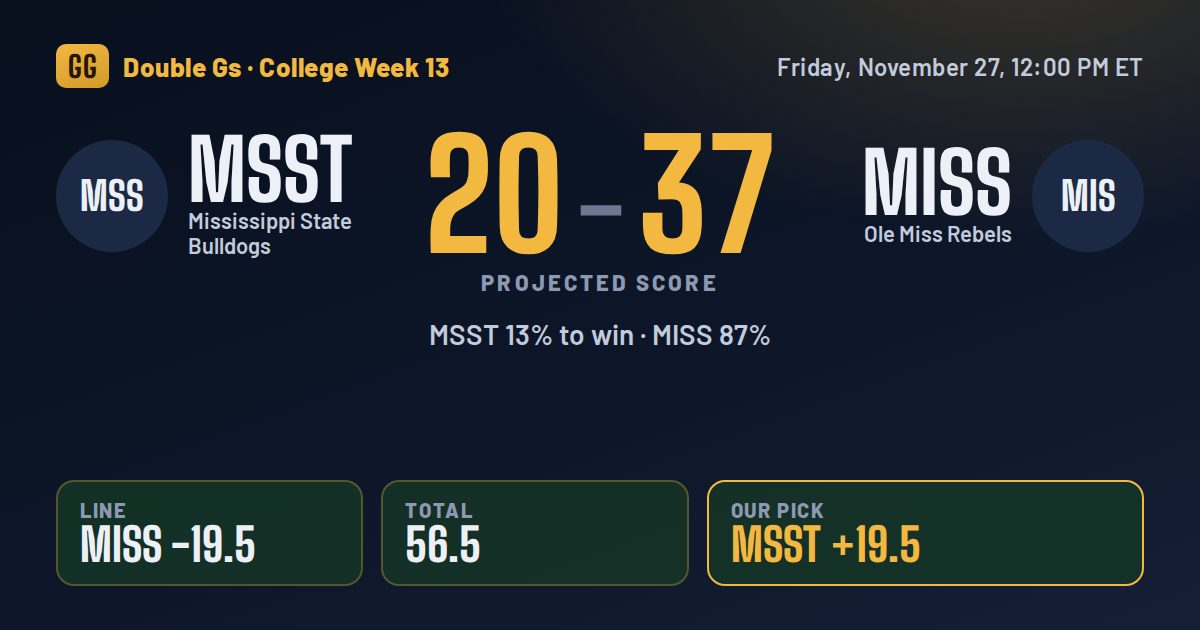 GG
Double Gs · College Week 13
Friday, November 27, 12:00 PM ET
MSS
MSST
Mississippi State
Bulldogs
20 – 37
PROJECTED SCORE
MSST 13% to win · MISS 87%
MISS
Ole Miss Rebels
MIS
LINE
MISS −19.5
TOTAL
56.5
OUR PICK
MSST +19.5